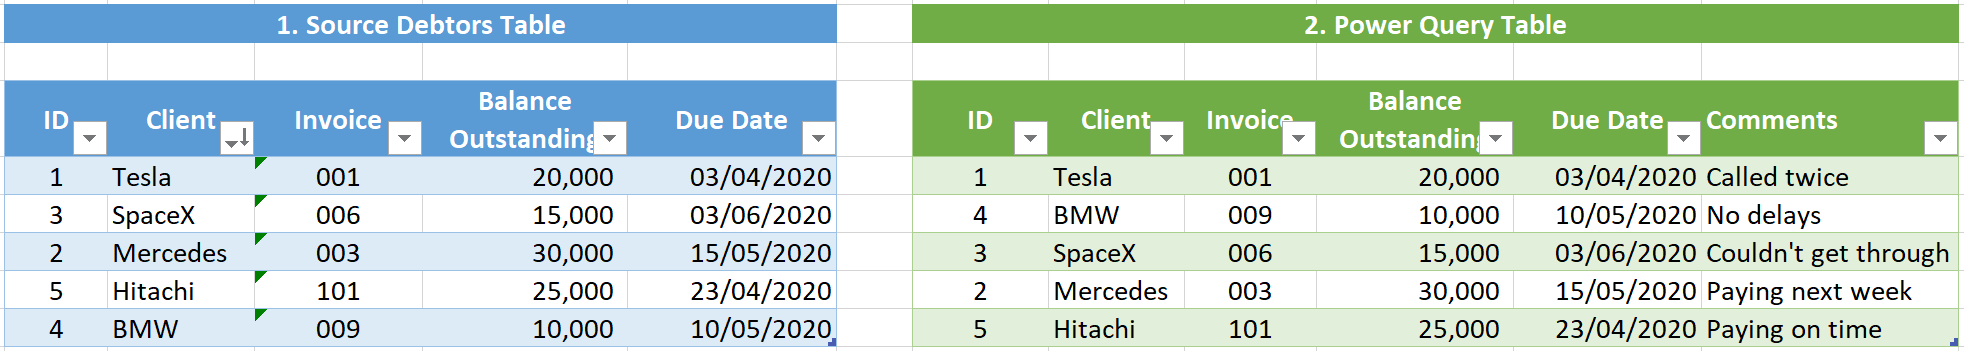 1. Source Debtors Table
ID Client Invoice Balance Outstanding Due Date
1 Tesla 001 20,000 03/04/2020
3 SpaceX 006 15,000 03/06/2020
2 Mercedes 003 30,000 15/05/2020
5 Hitachi 101 25,000 23/04/2020
4 BMW 009 10,000 10/05/2020
2. Power Query Table
ID Client Invoice Balance Outstanding Due Date Comments
1 Tesla 001 20,000 03/04/2020 Called twice
4 BMW 009 10,000 10/05/2020 No delays
3 SpaceX 006 15,000 03/06/2020 Couldn't get through
2 Mercedes 003 30,000 15/05/2020 Paying next week
5 Hitachi 101 25,000 23/04/2020 Paying on time